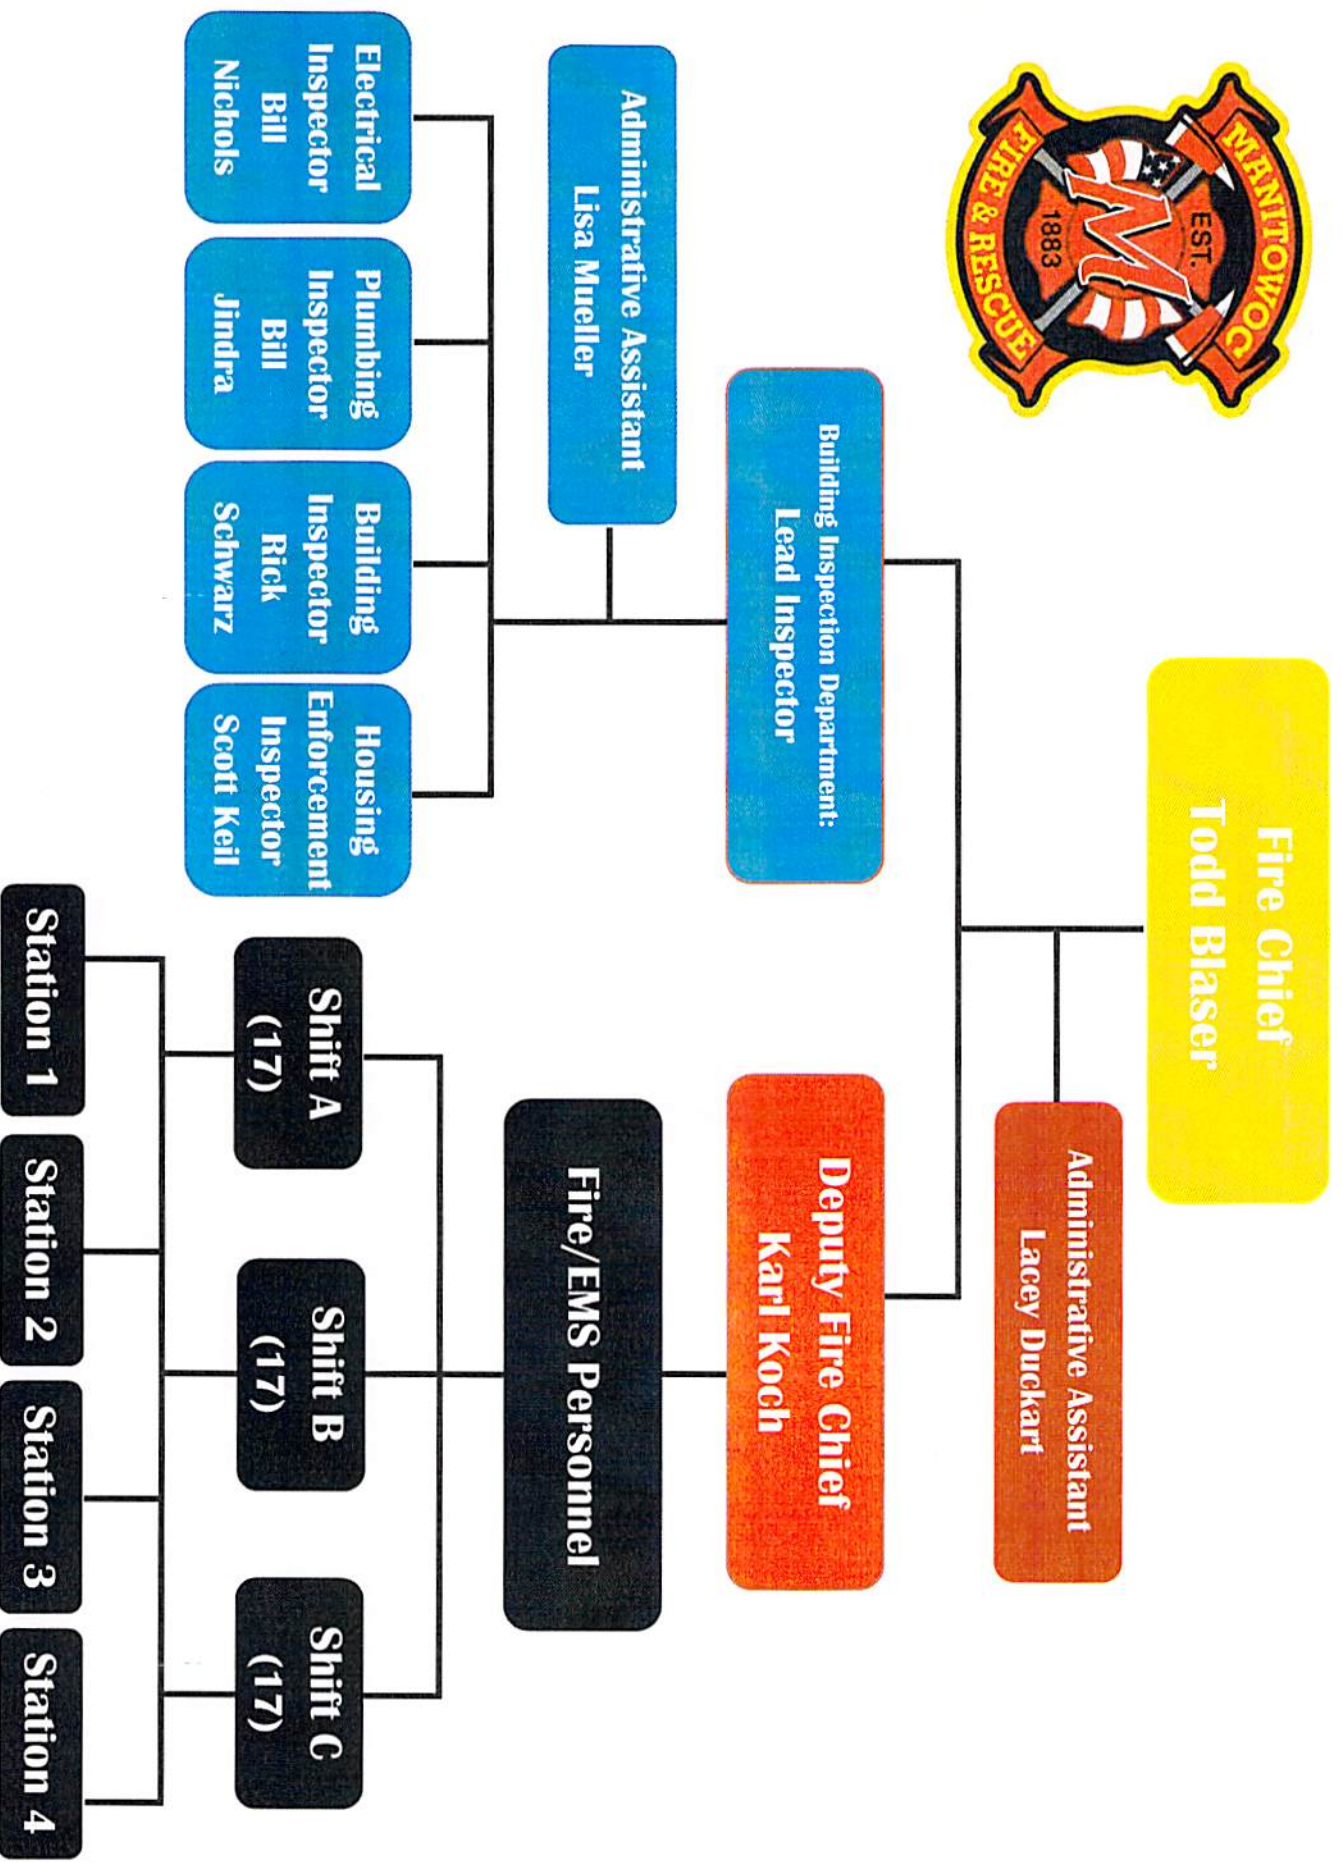 MANITOWOC
EST.
1883
FIRE & RESCUE
Fire Chief
Todd Blaser
Administrative Assistant
Lacey Duckart
Building Inspection Department:
Lead Inspector
Deputy Fire Chief
Karl Koch
Administrative Assistant
Lisa Mueller
Fire/EMS Personnel
Electrical
Inspector
Bill
Nichols
Plumbing
Inspector
Bill
Jindra
Building
Inspector
Rick
Schwarz
Housing
Enforcement
Inspector
Scott Keil
Shift A
(17)
Shift B
(17)
Shift C
(17)
Station 1
Station 2
Station 3
Station 4